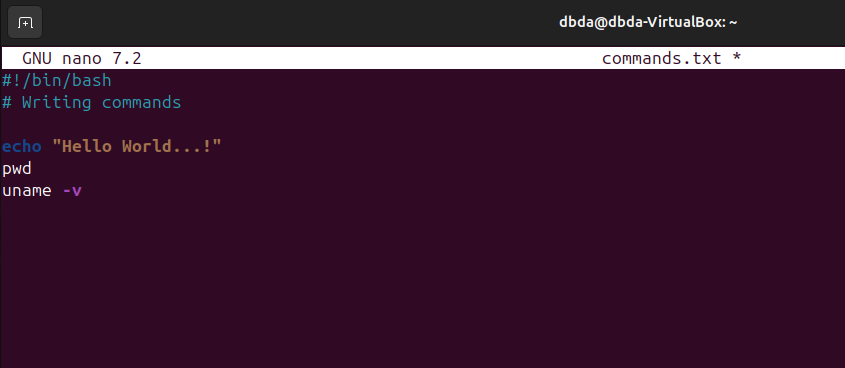 dbda@dbda-VirtualBox: ~
GNU nano 7.2 commands.txt *
#!/bin/bash
# Writing commands
echo "Hello World...!"
pwd
uname -v